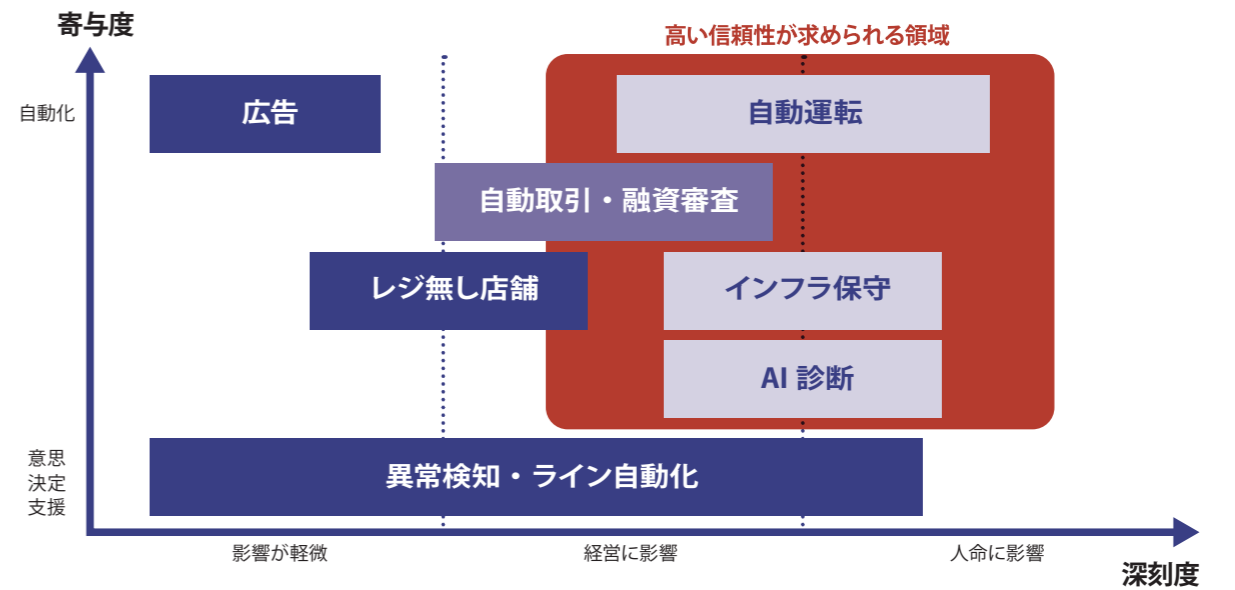 寄与度
高い信頼性が求められる領域
自動化
広告
自動運転
自動取引・融資審査
レジ無し店舗
インフラ保守
AI 診断
意思
決定
支援
異常検知・ライン自動化
影響が軽微
経営に影響
人命に影響
深刻度